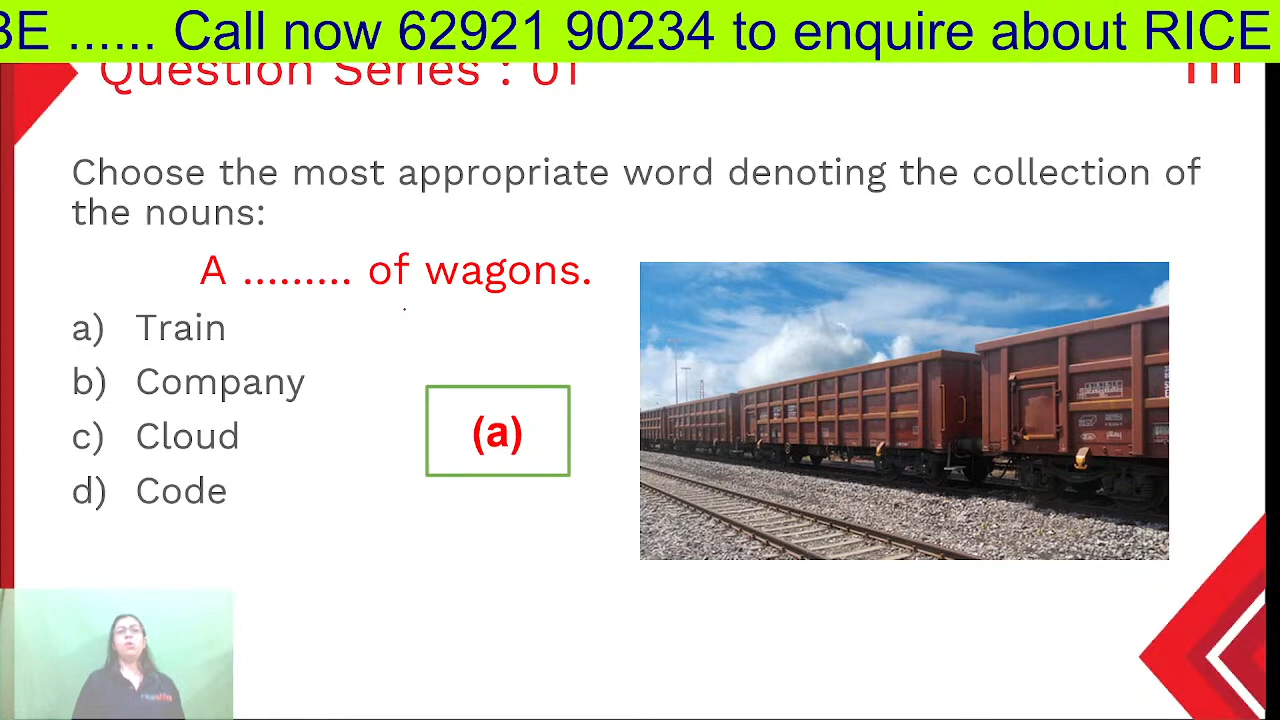 BE ...... Call now 62921 90234 to enquire about RICE
Question Series : 01
Choose the most appropriate word denoting the collection of
the nouns:
A ......... of wagons.
a) Train
b) Company
c) Cloud
d) Code
(a)